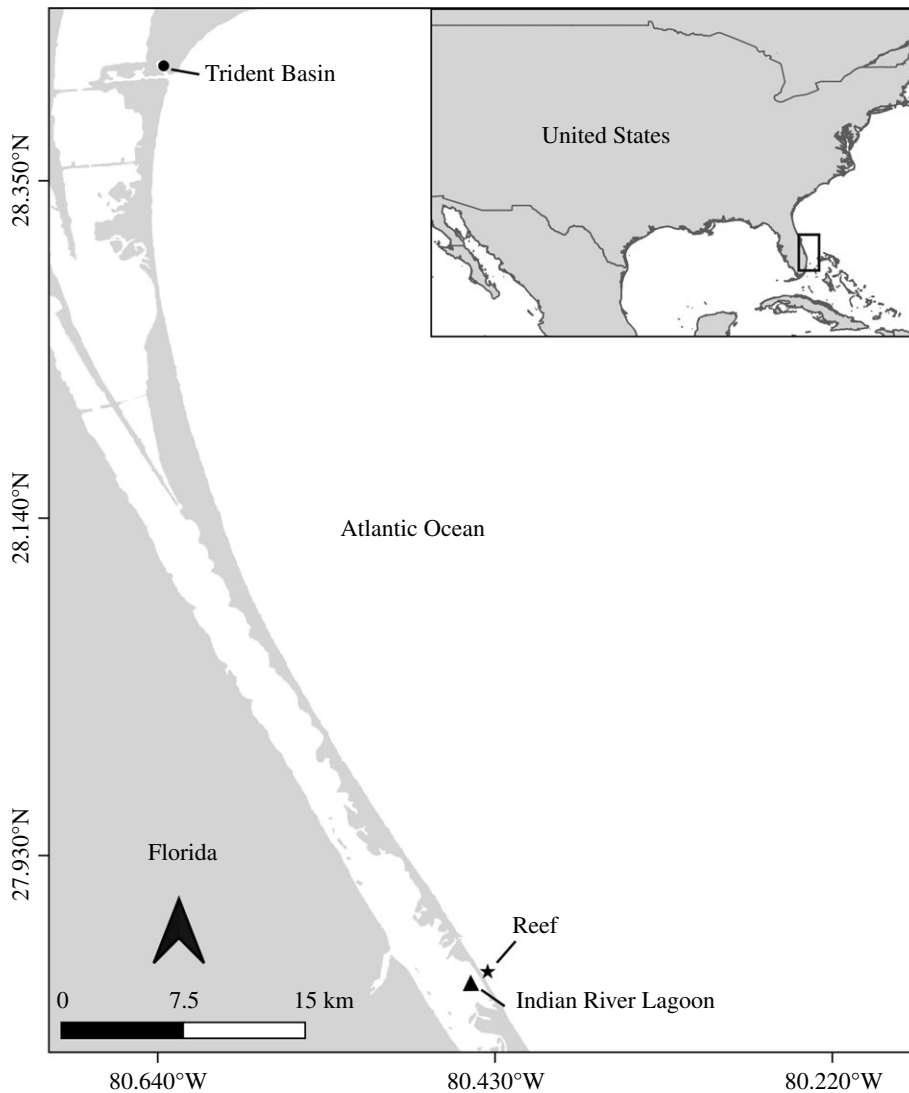 Trident Basin
United States
28.350°N
Atlantic Ocean
28.140°N
27.930°N
Florida
Reef
Indian River Lagoon
0 7.5 15 km
80.640°W 80.430°W 80.220°W